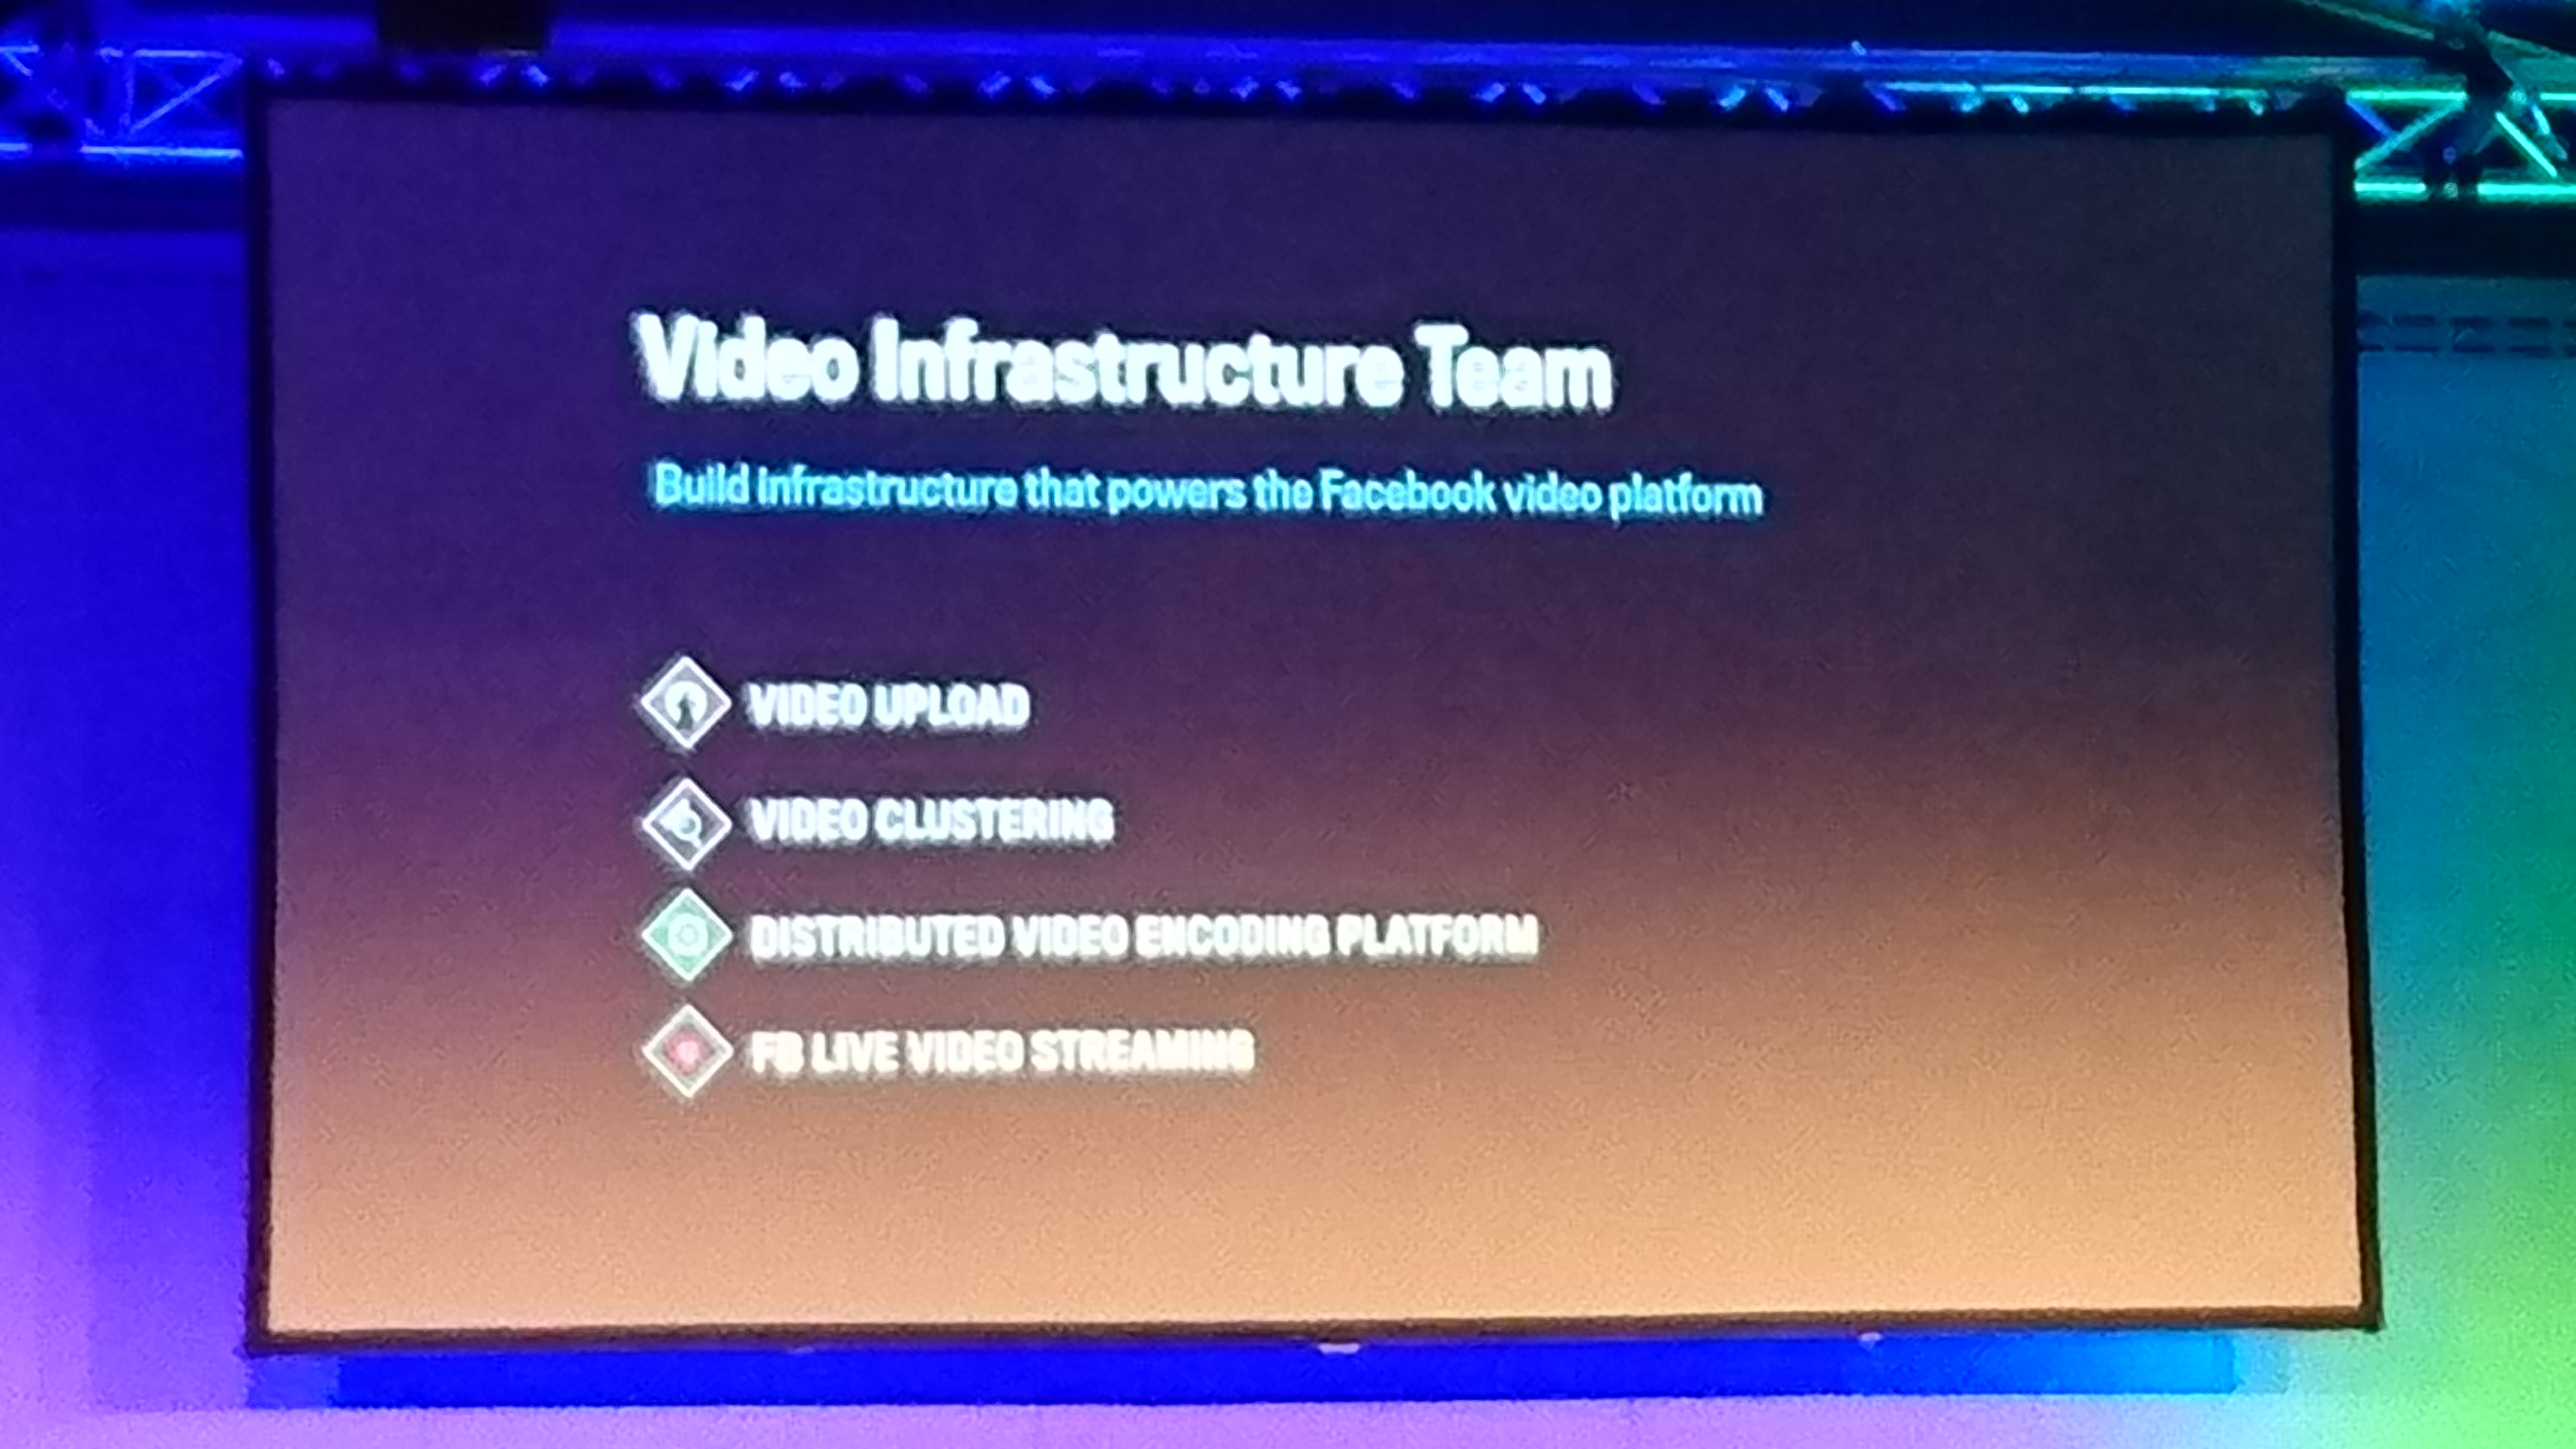 Video Infrastructure Team
Build infrastructure that powers the Facebook video platform
VIDEO UPLOAD
VIDEO CLUSTERING
DISTRIBUTED VIDEO ENCODING PLATFORM
FB LIVE VIDEO STREAMING